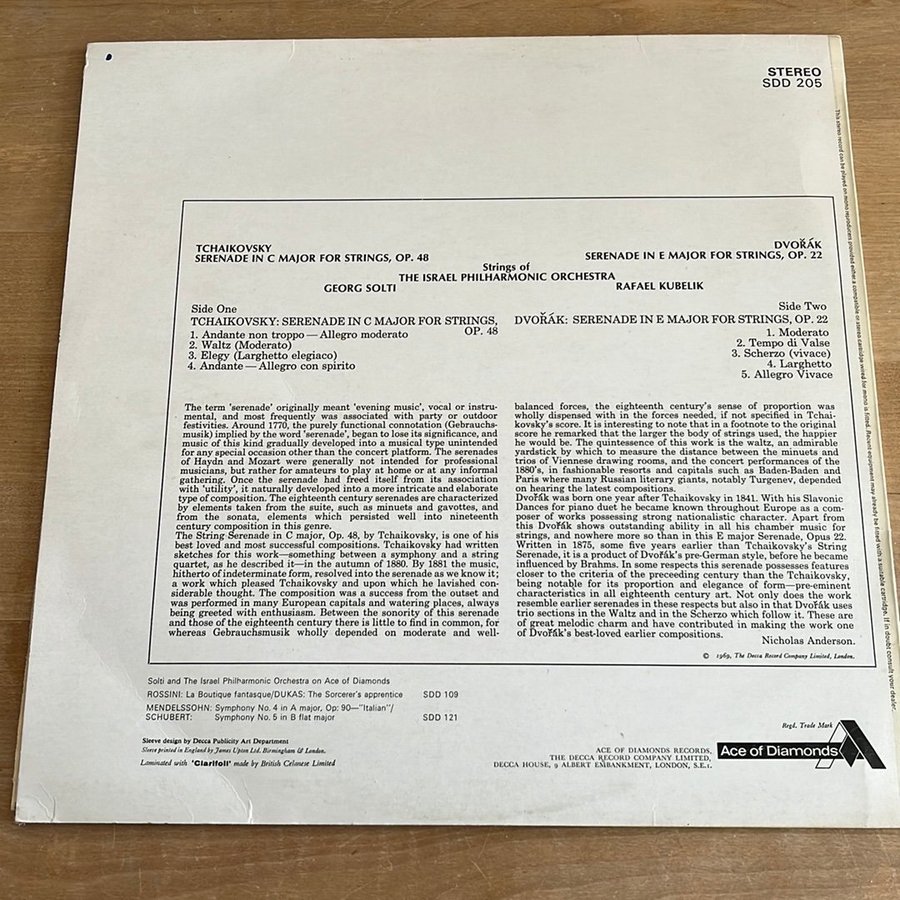 STEREO
SDD 205
TCHAIKOVSKY
SERENADE IN C MAJOR FOR STRINGS, OP. 48
DVOŘÁK
SERENADE IN E MAJOR FOR STRINGS, OP. 22
Strings of
THE ISRAEL PHILHARMONIC ORCHESTRA
GEORG SOLTI
RAFAEL KUBELIK
Side One
TCHAIKOVSKY: SERENADE IN C MAJOR FOR STRINGS,
OP. 48
1. Andante non troppo — Allegro moderato
2. Waltz (Moderato)
3. Elegy (Larghetto elegiaco)
4. Andante — Allegro con spirito
Side Two
DVOŘÁK: SERENADE IN E MAJOR FOR STRINGS, OP. 22
1. Moderato
2. Tempo di Valse
3. Scherzo (vivace)
4. Larghetto
5. Allegro Vivace
The term 'serenade' originally meant 'evening music', vocal or instru-
mental, and most frequently was associated with party or outdoor
festivities. Around 1770, the purely functional connotation (Gebrauchs-
musik) implied by the word 'serenade', began to lose its significance, and
music of this kind gradually developed into a musical type unintended
for any special occasion other than the concert platform. The serenades
of Haydn and Mozart were generally not intended for professional
musicians, but rather for amateurs to play at home or at any informal
gathering. Once the serenade had freed itself from its association
with 'utility', it naturally developed into a more intricate and elaborate
type of composition. The eighteenth century serenades are characterized
by elements taken from the suite, such as minuets and gavottes, and
from the sonata, elements which persisted well into nineteenth
century composition in this genre.
The String Serenade in C major, Op. 48, by Tchaikovsky, is one of his
best loved and most successful compositions. Tchaikovsky had written
sketches for this work—something between a symphony and a string
quartet, as he described it—in the autumn of 1880. By 1881 the music,
hitherto of indeterminate form, resolved into the serenade as we know it;
a work which pleased Tchaikovsky and upon which he lavished con-
siderable thought. The composition was a success from the outset and
was performed in many European capitals and watering places, always
being greeted with enthusiasm. Between the sonority of this serenade
and those of the eighteenth century there is little to find in common, for
whereas Gebrauchsmusik wholly depended on moderate and well-
balanced forces, the eighteenth century's sense of proportion was
wholly dispensed with in the forces needed, if not specified in Tchai-
kovsky's score. It is interesting to note that in a footnote to the original
score he remarked that the larger the body of strings used, the happier
he would be. The quintessence of this work is the waltz, an admirable
yardstick by which to measure the distance between the minuets and
trios of Viennese drawing rooms, and the concert performances of the
1880's, in fashionable resorts and capitals such as Baden-Baden and
Paris where many Russian literary giants, notably Turgenev, depended
on hearing the latest compositions.
Dvořák was born one year after Tchaikovsky in 1841. With his Slavonic
Dances for piano duet he became known throughout Europe as a com-
poser of works possessing strong nationalistic character. Apart from
this Dvořák shows outstanding ability in all his chamber music for
strings, and nowhere more so than in this E major Serenade, Opus 22.
Written in 1875, some five years earlier than Tchaikovsky's String
Serenade, it is a product of Dvořák's pre-German style, before he became
influenced by Brahms. In some respects this serenade possesses features
closer to the criteria of the preceeding century than the Tchaikovsky,
being notable for its proportion and elegance of form—pre-eminent
characteristics in all eighteenth century art. Not only does the work
resemble earlier serenades in these respects but also in that Dvořák uses
trio sections in the Waltz and in the Scherzo which follow it. These are
of great melodic charm and have contributed in making the work one
of Dvořák's best-loved earlier compositions.
Nicholas Anderson.
© 1969, The Decca Record Company Limited, London.
Solti and The Israel Philharmonic Orchestra on Ace of Diamonds
ROSSINI: La Boutique fantasque/DUKAS: The Sorcerer's apprentice SDD 109
MENDELSSOHN: Symphony No. 4 in A major, Op: 90—"Italian"/
SCHUBERT: Symphony No. 5 in B flat major SDD 121
Sleeve design by Decca Publicity Art Department
Sleeve printed in England by James Upton Ltd. Birmingham & London.
Laminated with 'Clarifoil' made by British Celanese Limited
ACE OF DIAMONDS RECORDS,
THE DECCA RECORD COMPANY LIMITED,
DECCA HOUSE, 9 ALBERT EMBANKMENT, LONDON, S.E.1.
Regd. Trade Mark
Ace of Diamonds
This stereo record can be played on mono reproducers provided either a compatible or stereo cartridge wired for mono is fitted. Recent equipment may already be fitted with a suitable cartridge. If in doubt consult your dealer.